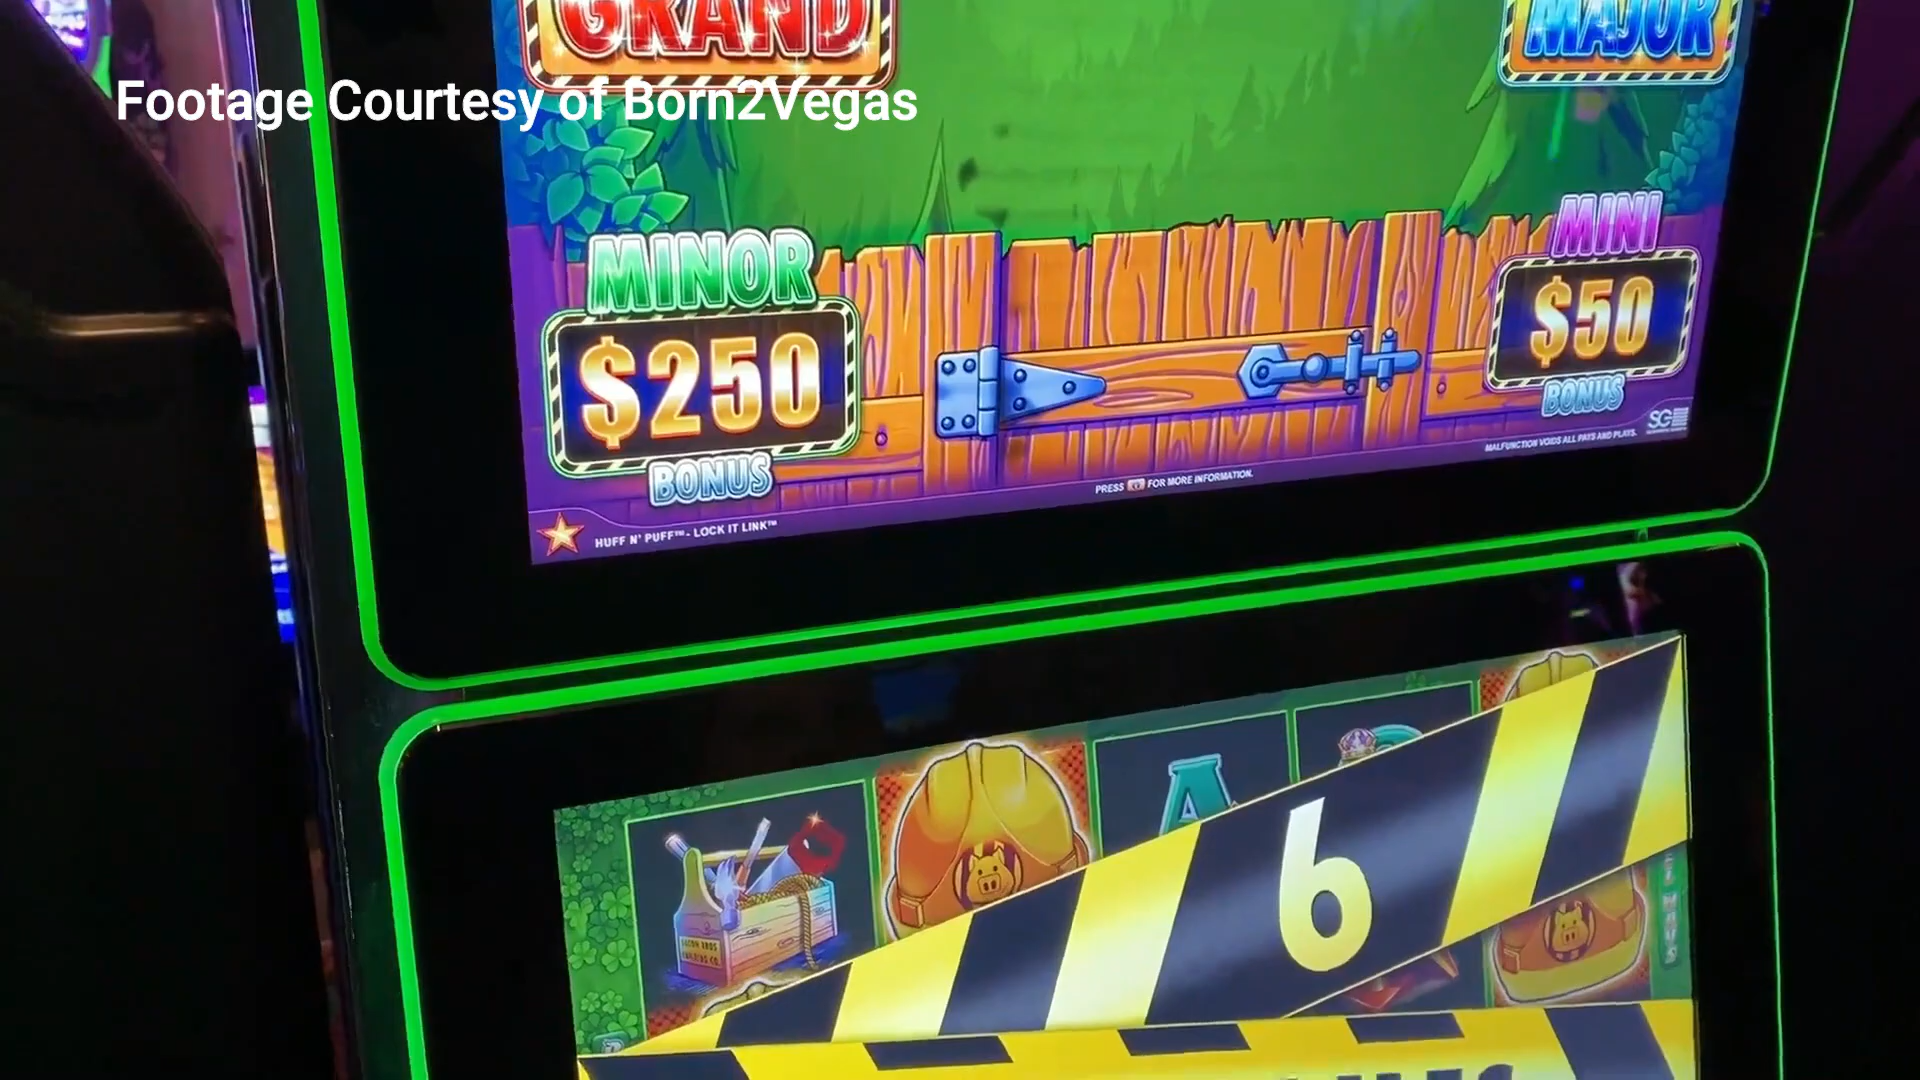 GRAND
MAJOR
Footage Courtesy of Born2Vegas
MINI
MINOR
$50
$250
BONUS
BONUS
SG
MALFUNCTION VOIDS ALL PAYS AND PLAYS.
PRESS FOR MORE INFORMATION.
HUFF N' PUFF™ - LOCK IT LINK™
A
6